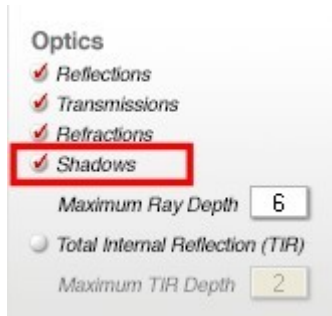 Optics
Reflections
Transmissions
Refractions
Shadows
Maximum Ray Depth 6
Total Internal Reflection (TIR)
Maximum TIR Depth 2